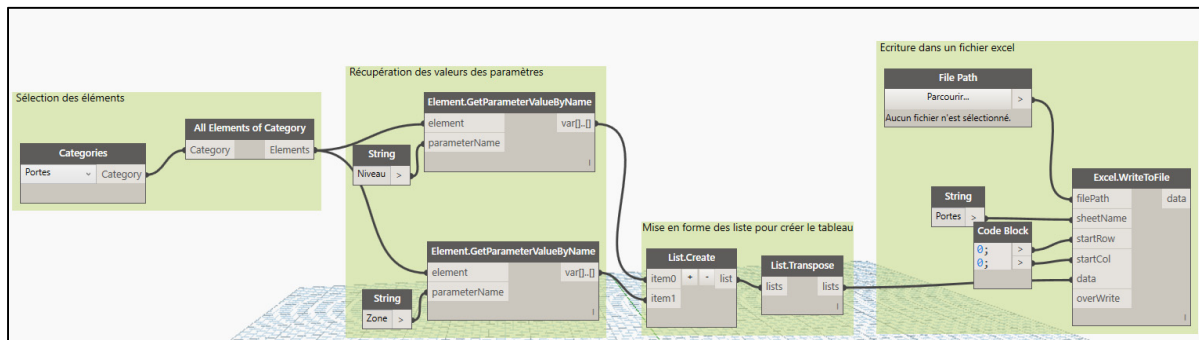 Sélection des éléments
Categories
Portes Category
All Elements of Category
Category Elements
Récupération des valeurs des paramètres
Element.GetParameterValueByName
element var[]..[]
parameterName
String
Niveau >
Element.GetParameterValueByName
element var[]..[]
parameterName
String
Zone >
Mise en forme des liste pour créer le tableau
List.Create
item0 + - list
item1
List.Transpose
lists lists
Ecriture dans un fichier excel
File Path
Parcourir... >
Aucun fichier n'est sélectionné.
String
Portes >
Code Block
0; >
0; >
Excel.WriteToFile
filePath data
sheetName
startRow
startCol
data
overWrite